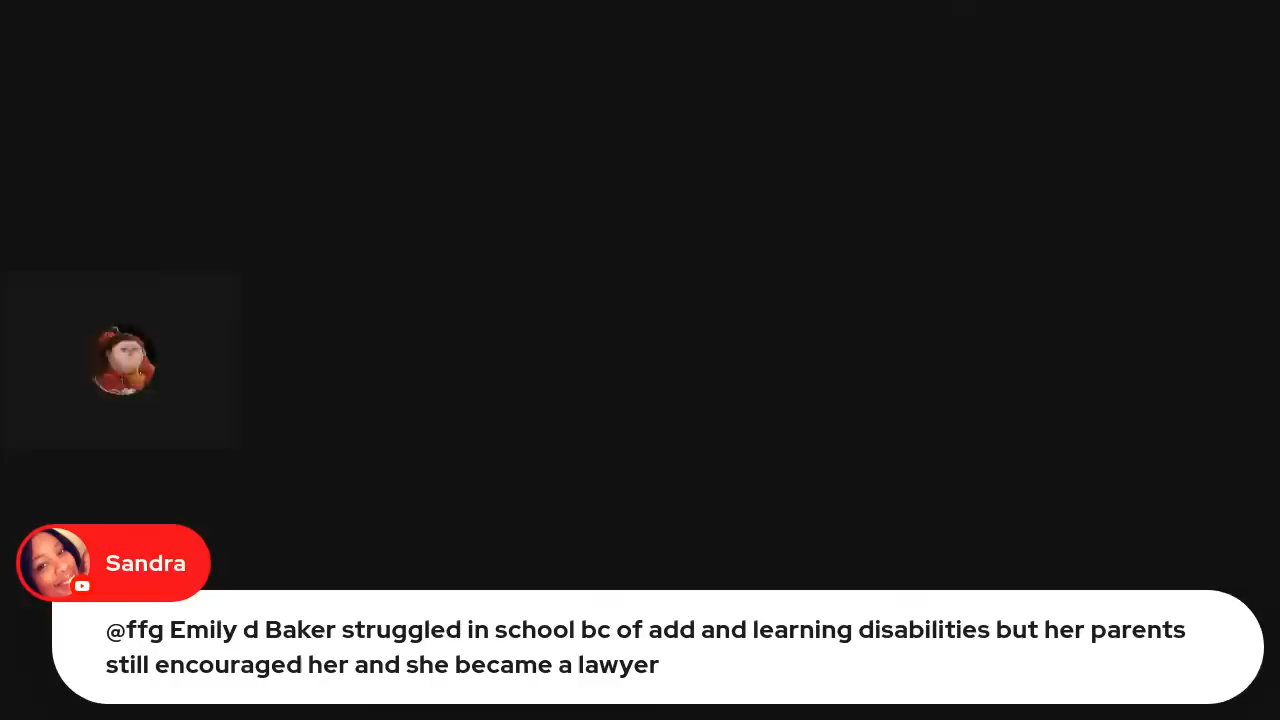 Sandra
@ffg Emily d Baker struggled in school bc of add and learning disabilities but her parents
still encouraged her and she became a lawyer